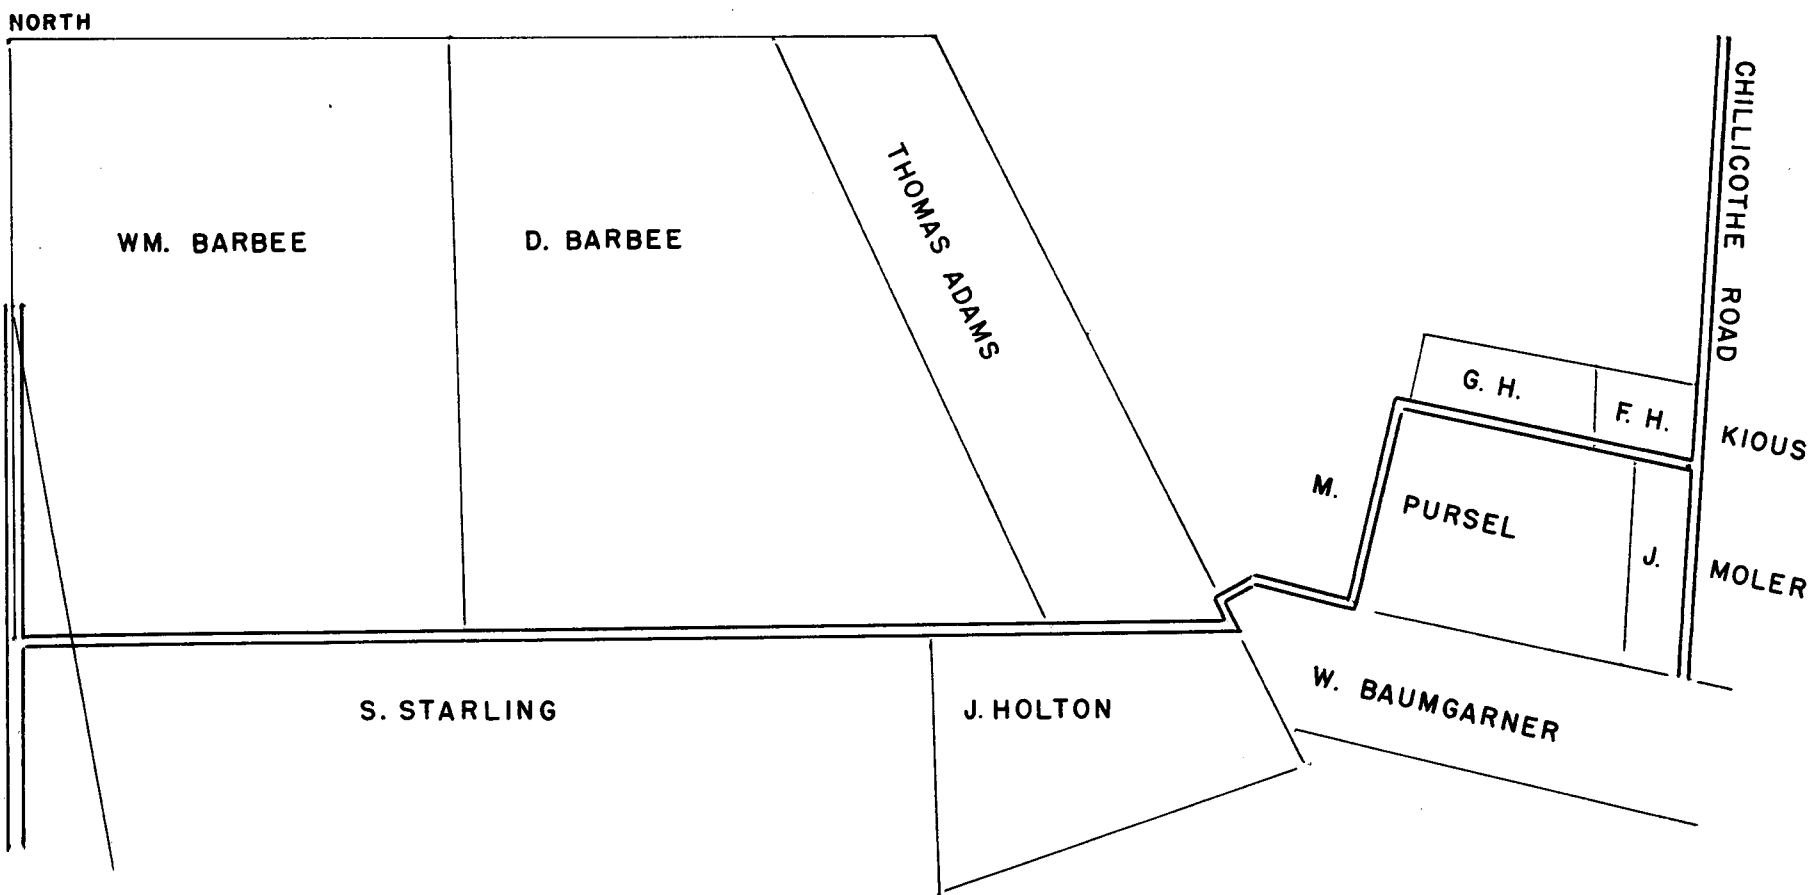 NORTH
WM. BARBEE
D. BARBEE
THOMAS ADAMS
CHILLICOTHE ROAD
G. H.
F. H.
KIOUS
M. PURSEL
J. MOLER
S. STARLING
J. HOLTON
W. BAUMGARNER